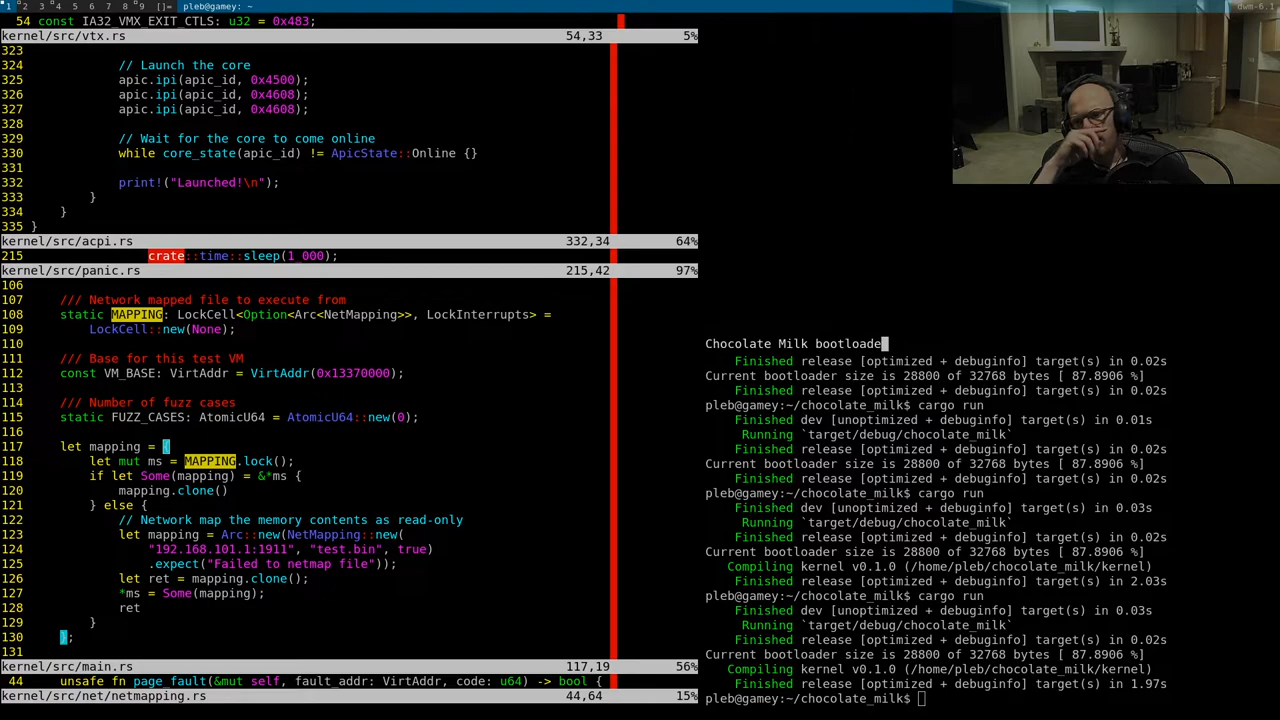 1 2 3 4 5 6 7 8 9 []= pleb@gamey: ~
dwm-6.1
54 const IA32_VMX_EXIT_CTLS: u32 = 0x483;
kernel/src/vtx.rs 54,33 5%
323
324 // Launch the core
325 apic.ipi(apic_id, 0x4500);
326 apic.ipi(apic_id, 0x4608);
327 apic.ipi(apic_id, 0x4608);
328
329 // Wait for the core to come online
330 while core_state(apic_id) != ApicState::Online {}
331
332 print!("Launched!\n");
333 }
334 }
335 }
kernel/src/acpi.rs 332,34 64%
215 crate::time::sleep(1_000);
kernel/src/panic.rs 215,42 97%
106
107 /// Network mapped file to execute from
108 static MAPPING: LockCell<Option<Arc<NetMapping>>, LockInterrupts> =
109 LockCell::new(None);
110
111 /// Base for this test VM
112 const VM_BASE: VirtAddr = VirtAddr(0x13370000);
113
114 /// Number of fuzz cases
115 static FUZZ_CASES: AtomicU64 = AtomicU64::new(0);
116
117 let mapping = {
118 let mut ms = MAPPING.lock();
119 if let Some(mapping) = &*ms {
120 mapping.clone()
121 } else {
122 // Network map the memory contents as read-only
123 let mapping = Arc::new(NetMapping::new(
124 "192.168.101.1:1911", "test.bin", true)
125 .expect("Failed to netmap file"));
126 let ret = mapping.clone();
127 *ms = Some(mapping);
128 ret
129 }
130 };
131
kernel/src/main.rs 117,19 56%
44 unsafe fn page_fault(&mut self, fault_addr: VirtAddr, code: u64) -> bool {
kernel/src/net/netmapping.rs 44,64 15%
Chocolate Milk bootloade
Finished release [optimized + debuginfo] target(s) in 0.02s
Current bootloader size is 28800 of 32768 bytes [ 87.8906 %]
Finished release [optimized + debuginfo] target(s) in 0.02s
pleb@gamey:~/chocolate_milk$ cargo run
Finished dev [unoptimized + debuginfo] target(s) in 0.01s
Running `target/debug/chocolate_milk`
Finished release [optimized + debuginfo] target(s) in 0.02s
Current bootloader size is 28800 of 32768 bytes [ 87.8906 %]
Finished release [optimized + debuginfo] target(s) in 0.02s
pleb@gamey:~/chocolate_milk$ cargo run
Finished dev [unoptimized + debuginfo] target(s) in 0.03s
Running `target/debug/chocolate_milk`
Finished release [optimized + debuginfo] target(s) in 0.02s
Current bootloader size is 28800 of 32768 bytes [ 87.8906 %]
Compiling kernel v0.1.0 (/home/pleb/chocolate_milk/kernel)
Finished release [optimized + debuginfo] target(s) in 2.03s
pleb@gamey:~/chocolate_milk$ cargo run
Finished dev [unoptimized + debuginfo] target(s) in 0.03s
Running `target/debug/chocolate_milk`
Finished release [optimized + debuginfo] target(s) in 0.02s
Current bootloader size is 28800 of 32768 bytes [ 87.8906 %]
Compiling kernel v0.1.0 (/home/pleb/chocolate_milk/kernel)
Finished release [optimized + debuginfo] target(s) in 1.97s
pleb@gamey:~/chocolate_milk$